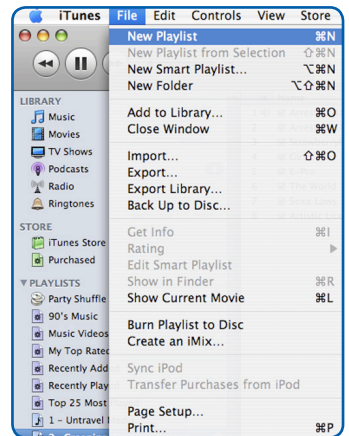 iTunes File Edit Controls View Store
New Playlist ⌘N
New Playlist from Selection ⇧⌘N
New Smart Playlist... ⌥⌘N
New Folder ⌥⇧⌘N
Add to Library... ⌘O
Close Window ⌘W
Import... ⇧⌘O
Export...
Export Library...
Back Up to Disc...
Get Info ⌘I
Rating ▶
Edit Smart Playlist
Show in Finder ⌘R
Show Current Movie ⌘L
Burn Playlist to Disc
Create an iMix...
Sync iPod
Transfer Purchases from iPod
Page Setup...
Print... ⌘P
LIBRARY
Music
Movies
TV Shows
Podcasts
Radio
Ringtones
STORE
iTunes Store
Purchased
▼ PLAYLISTS
Party Shuffle
90's Music
Music Videos
My Top Rated
Recently Add
Recently Play
Top 25 Most
1 - Untravel